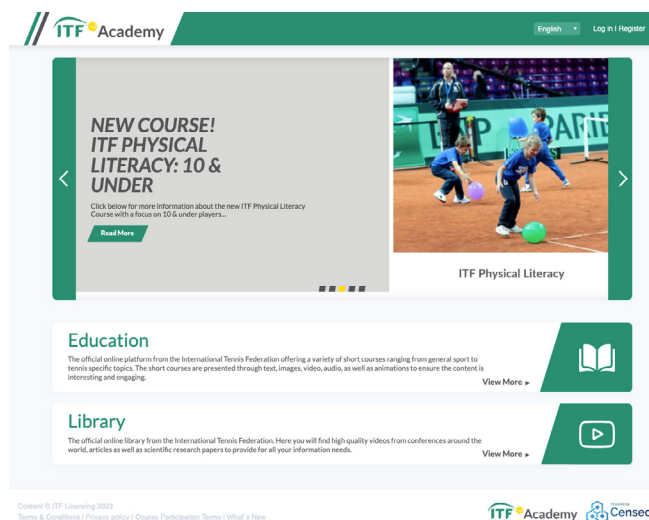 ITF Academy
English
Log in I Register
NEW COURSE!
ITF PHYSICAL
LITERACY: 10 &
UNDER
Click below for more information about the new ITF Physical Literacy
Course with a focus on 10 & under players...
Read More
NP PARI
ITF Physical Literacy
Education
The official online platform from the International Tennis Federation offering a variety of short courses ranging from general sport to
tennis specific topics. The short courses are presented through text, images, video, audio, as well as animations to ensure the content is
interesting and engaging.
View More
Library
The official online library from the International Tennis Federation. Here you will find high quality videos from conferences around the
world, articles as well as scientific research papers to provide for all your information needs.
View More
Content © ITF Licensing 2023
Terms & Conditions I Privacy policy I Course Participation Terms I What's New
ITF Academy
Censeo